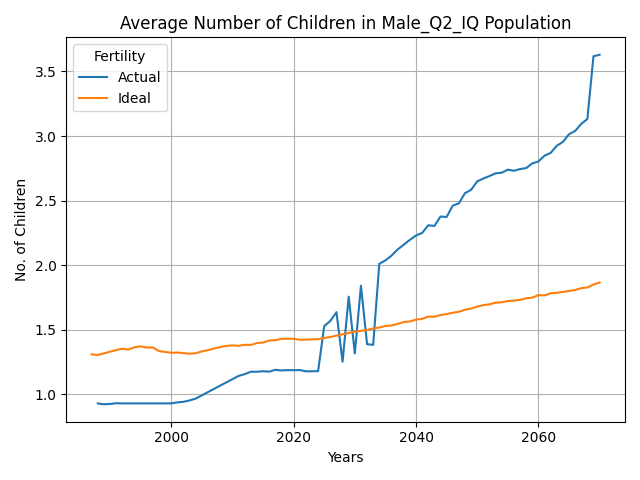 Average Number of Children in Male_Q2_IQ Population
Fertility
Actual
Ideal
No. of Children
3.5
3.0
2.5
2.0
1.5
1.0
2000
2020
2040
2060
Years